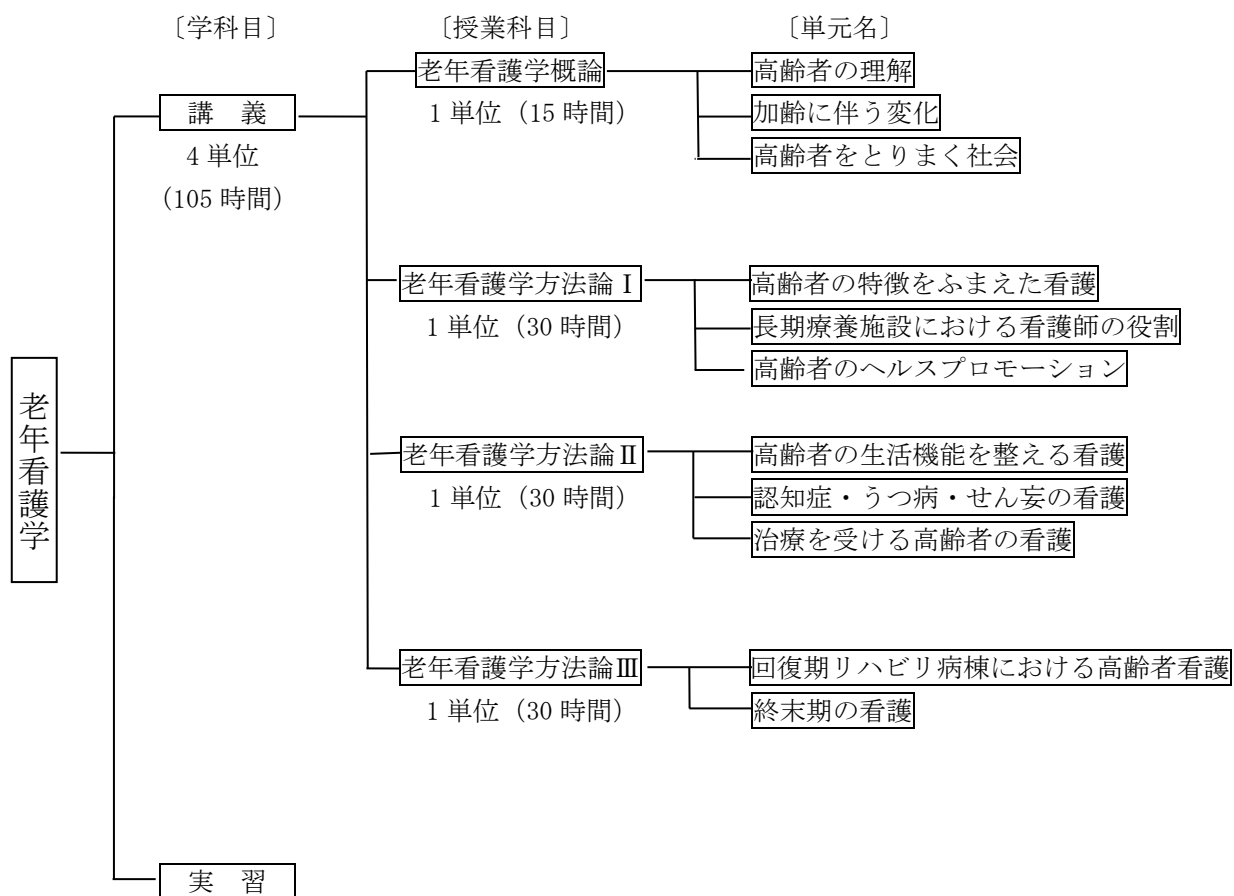 〔学科目〕
〔授業科目〕
〔単元名〕
老年看護学
講　義
4 単位
（105 時間）
老年看護学概論
1 単位（15 時間）
高齢者の理解
加齢に伴う変化
高齢者をとりまく社会
老年看護学方法論Ⅰ
1 単位（30 時間）
高齢者の特徴をふまえた看護
長期療養施設における看護師の役割
高齢者のヘルスプロモーション
老年看護学方法論Ⅱ
1 単位（30 時間）
高齢者の生活機能を整える看護
認知症・うつ病・せん妄の看護
治療を受ける高齢者の看護
老年看護学方法論Ⅲ
1 単位（30 時間）
回復期リハビリ病棟における高齢者看護
終末期の看護
実　習